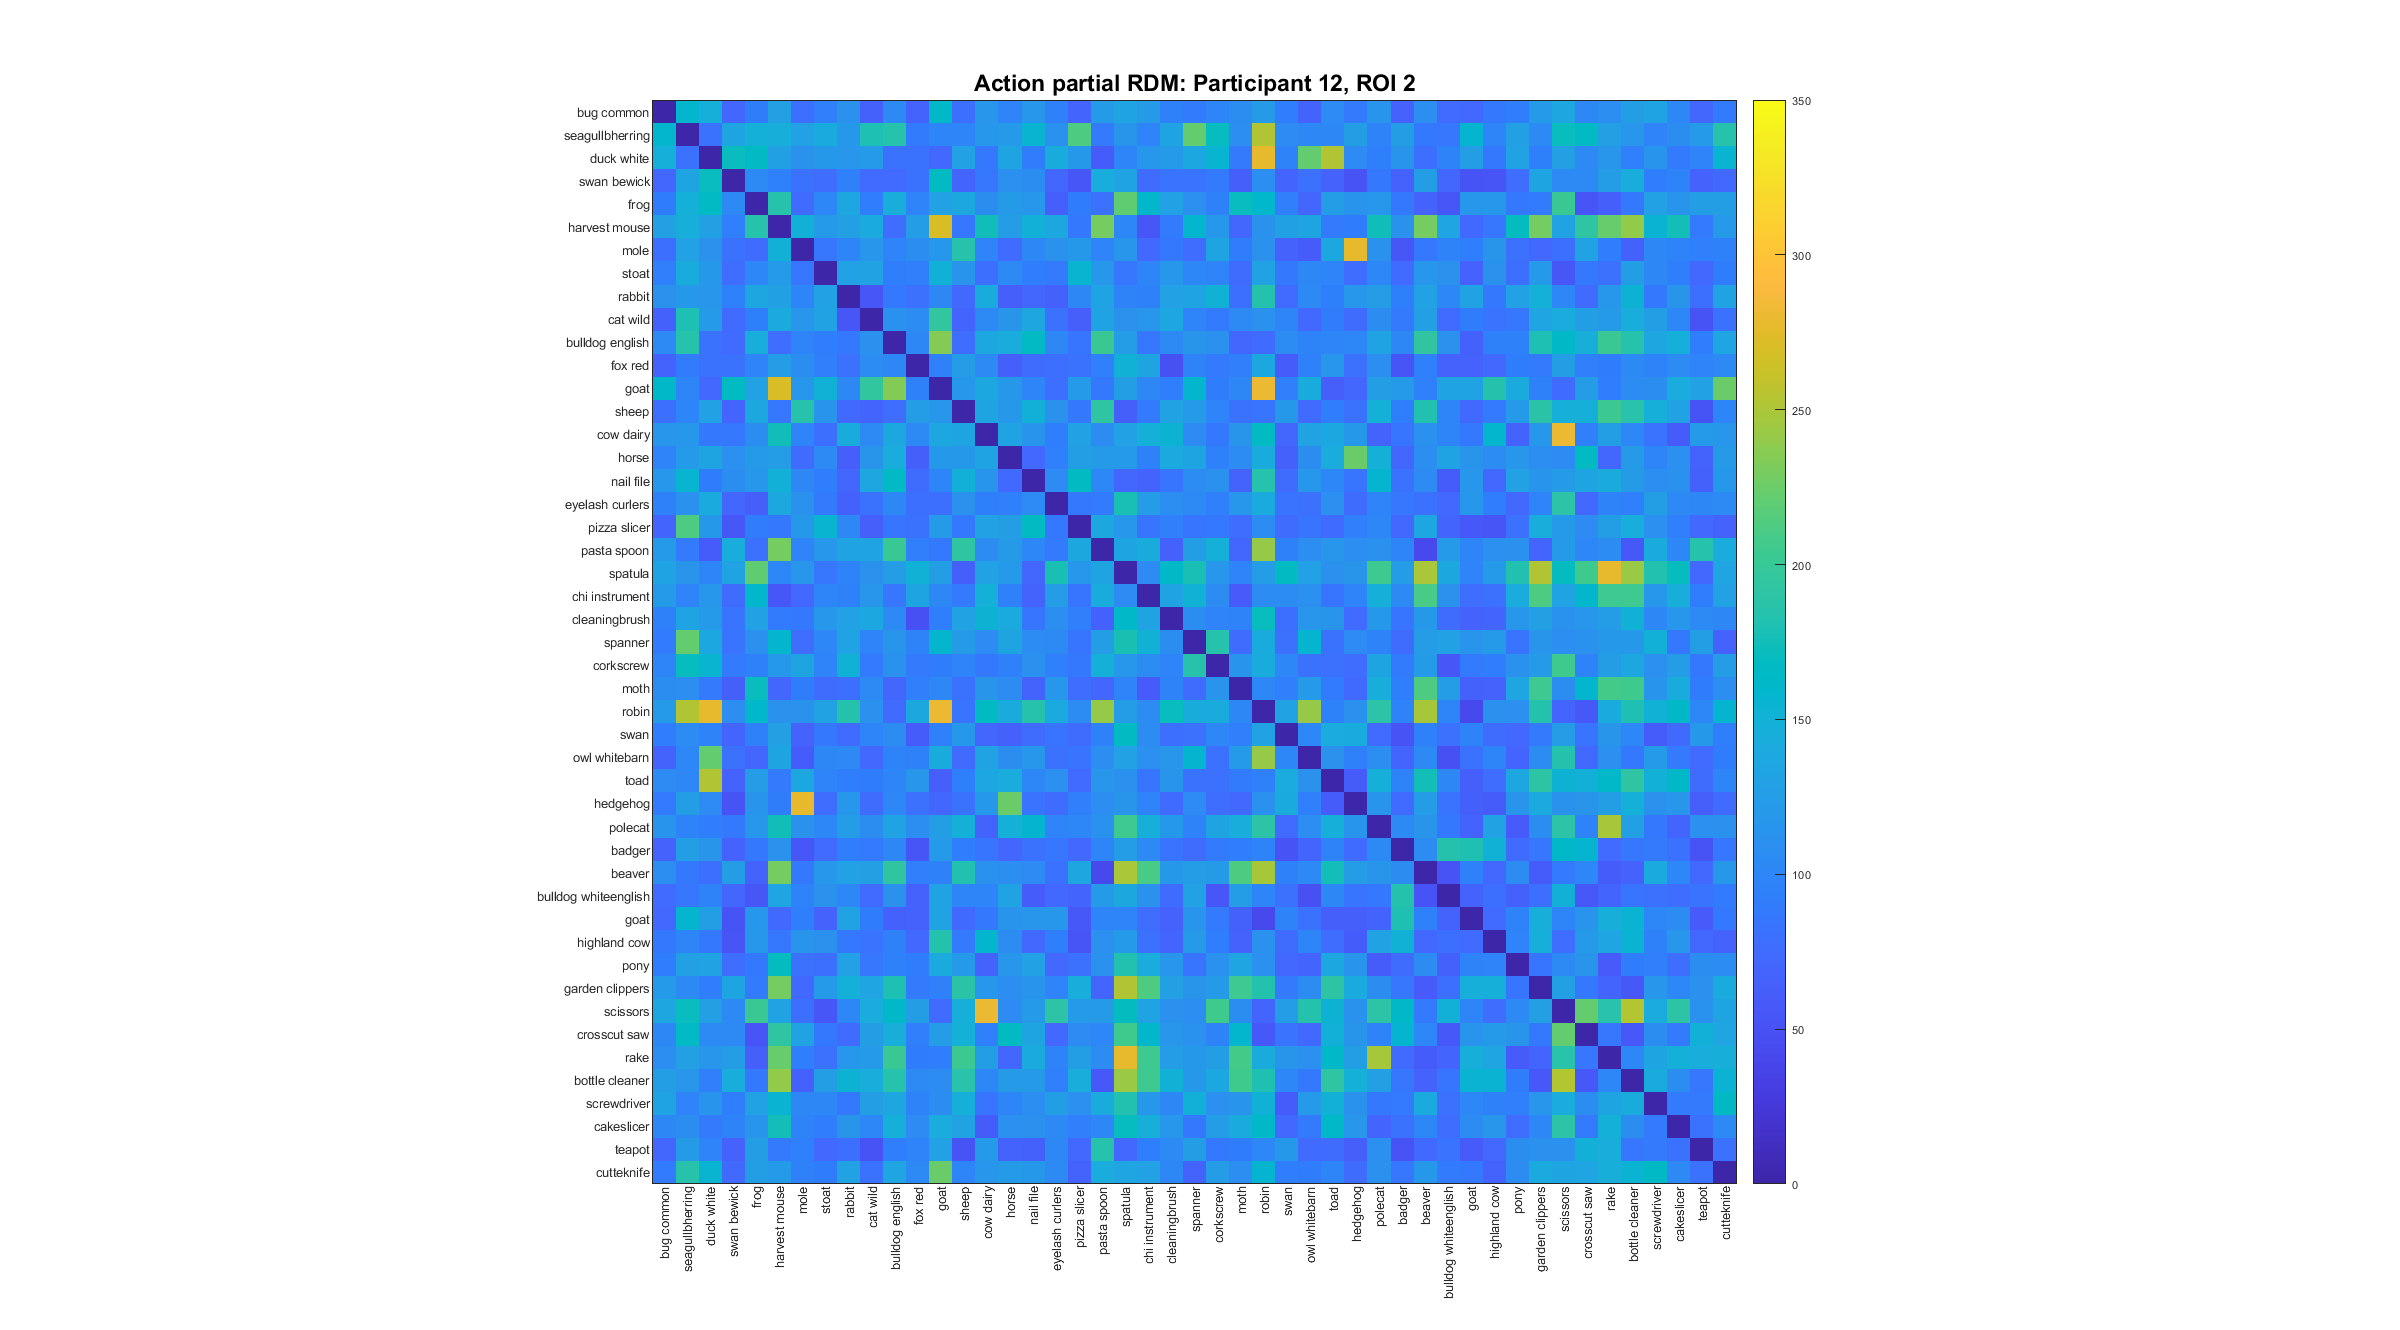 Action partial RDM: Participant 12, ROI 2
bug common
seagullbherring
duck white
swan bewick
frog
harvest mouse
mole
stoat
rabbit
cat wild
bulldog english
fox red
goat
sheep
cow dairy
horse
nail file
eyelash curlers
pizza slicer
pasta spoon
spatula
chi instrument
cleaningbrush
spanner
corkscrew
moth
robin
swan
owl whitebarn
toad
hedgehog
polecat
badger
beaver
bulldog whiteenglish
goat
highland cow
pony
garden clippers
scissors
crosscut saw
rake
bottle cleaner
screwdriver
cakeslicer
teapot
cutteknife
bug common
seagullbherring
duck white
swan bewick
frog
harvest mouse
mole
stoat
rabbit
cat wild
bulldog english
fox red
goat
sheep
cow dairy
horse
nail file
eyelash curlers
pizza slicer
pasta spoon
spatula
chi instrument
cleaningbrush
spanner
corkscrew
moth
robin
swan
owl whitebarn
toad
hedgehog
polecat
badger
beaver
bulldog whiteenglish
goat
highland cow
pony
garden clippers
scissors
crosscut saw
rake
bottle cleaner
screwdriver
cakeslicer
teapot
cutteknife
350
300
250
200
150
100
50
0